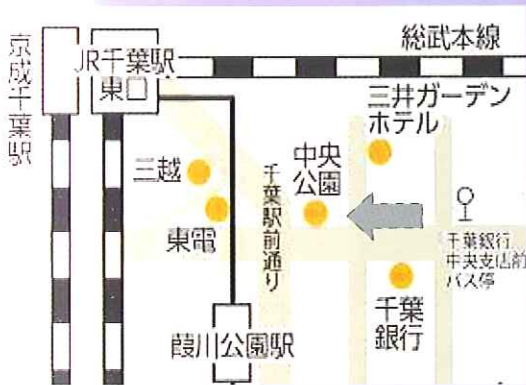 京成千葉駅
JR千葉駅
東口
総武本線
三井ガーデン
ホテル
三越
東電
千葉駅前通り
中央
公園
千葉銀行
中央支店前
バス停
千葉
銀行
葭川公園駅